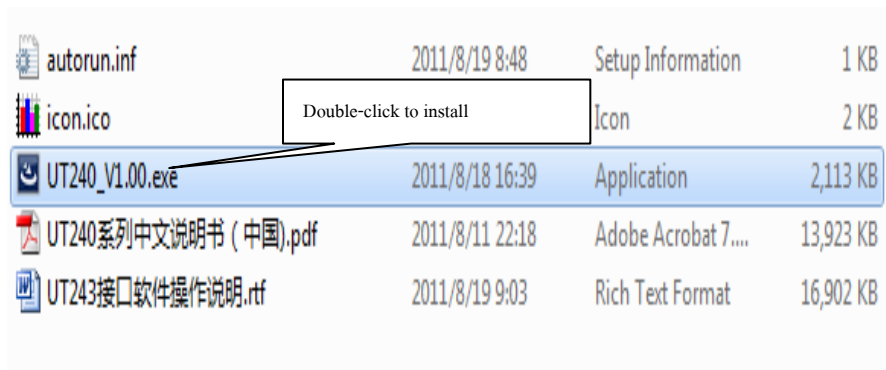 autorun.inf 2011/8/19 8:48 Setup Information 1 KB
Double-click to install
icon.ico Icon 2 KB
UT240_V1.00.exe 2011/8/18 16:39 Application 2,113 KB
UT240系列中文说明书 ( 中国).pdf 2011/8/11 22:18 Adobe Acrobat 7.... 13,923 KB
UT243接口软件操作说明.rtf 2011/8/19 9:03 Rich Text Format 16,902 KB